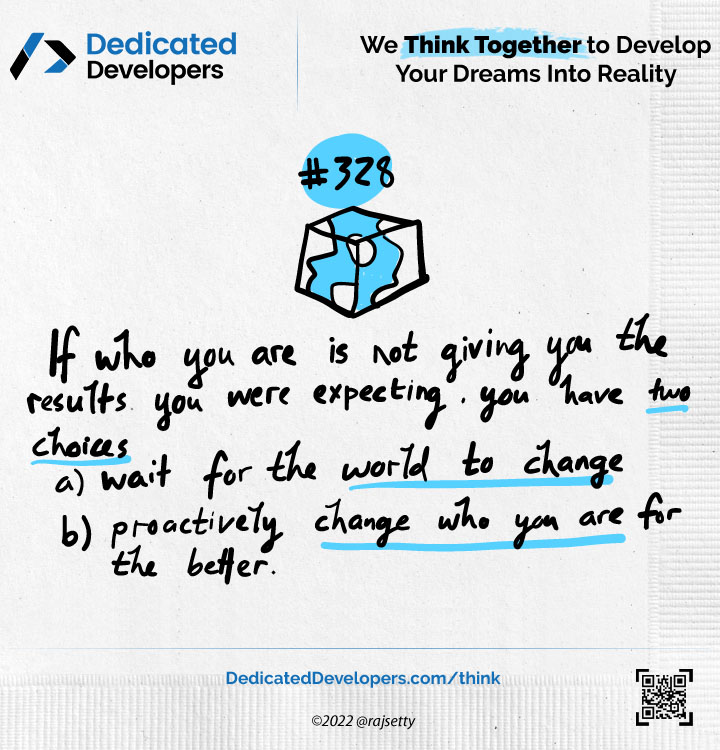 Dedicated
Developers
We Think Together to Develop
Your Dreams Into Reality
#328
If who you are is not giving you the
results you were expecting. you have two
choices
a) wait for the world to change
b) proactively change who you are for
the better.
DedicatedDevelopers.com/think
©2022 @rajsetty